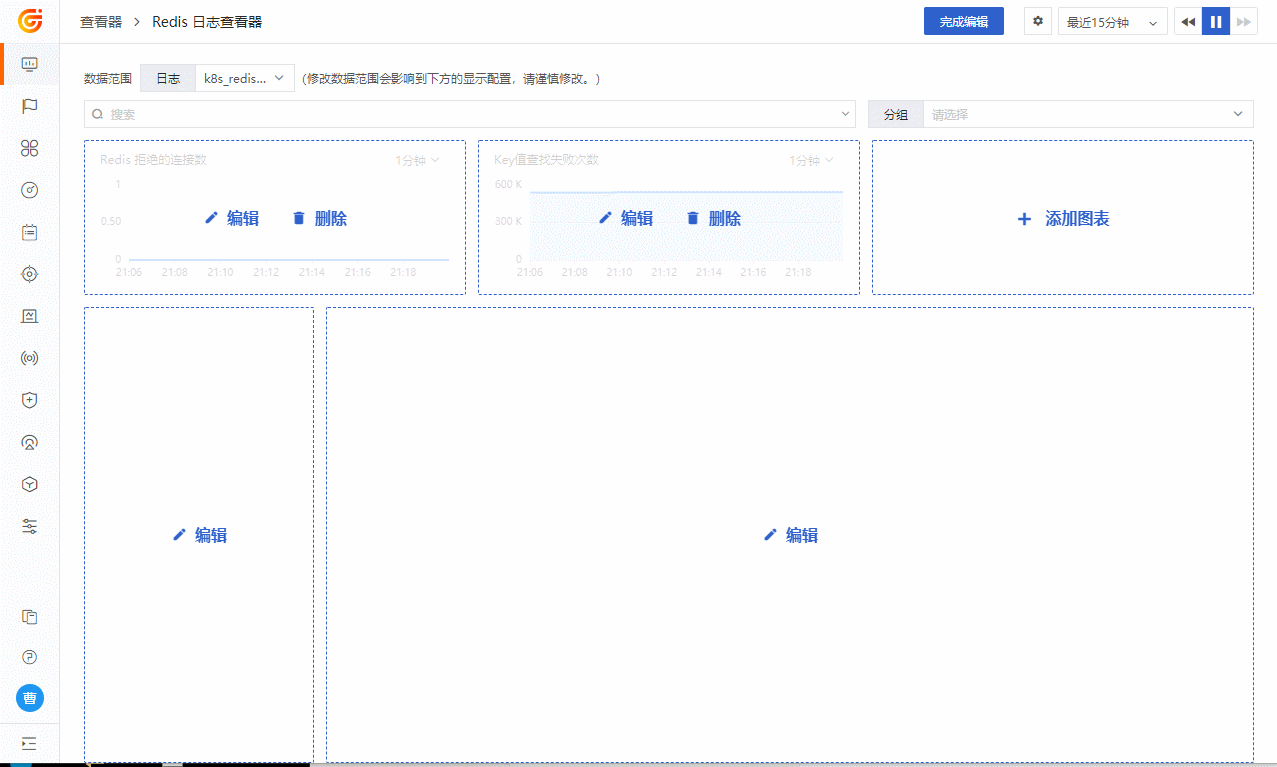 查看器 > Redis 日志查看器
完成编辑
最近15分钟
数据范围 日志 k8s_redis... (修改数据范围会影响到下方的显示配置，请谨慎修改。)
搜索
分组 请选择
Redis 拒绝的连接数 1分钟
1
0.50
0
21:06 21:08 21:10 21:12 21:14 21:16 21:18
编辑 删除
Key值查找失败次数 1分钟
600 K
300 K
0
21:06 21:08 21:10 21:12 21:14 21:16 21:18
编辑 删除
添加图表
编辑
编辑
曹